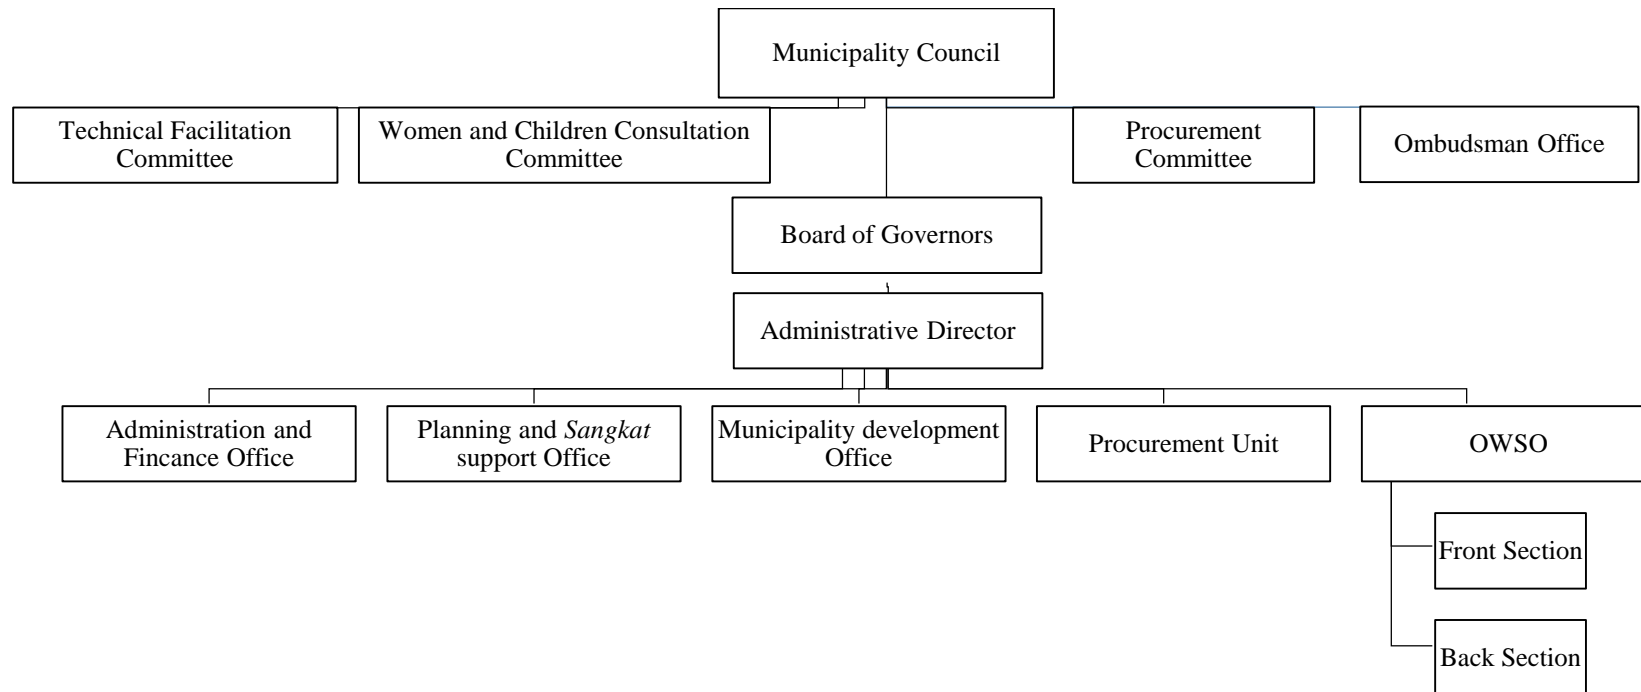 Municipality Council
Technical Facilitation
Committee
Women and Children Consultation
Committee
Procurement
Committee
Ombudsman Office
Board of Governors
Administrative Director
Administration and
Fincance Office
Planning and Sangkat
support Office
Municipality development
Office
Procurement Unit
OWSO
Front Section
Back Section